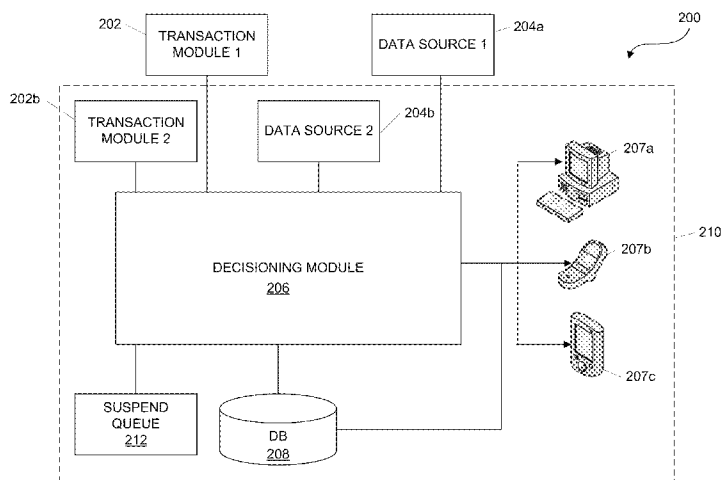 202
TRANSACTION
MODULE 1
DATA SOURCE 1
204a
200
202b
TRANSACTION
MODULE 2
DATA SOURCE 2
204b
207a
210
DECISIONING MODULE
206
207b
207c
SUSPEND
QUEUE
212
DB
208